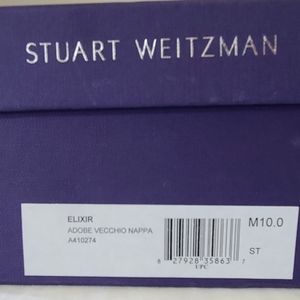 STUART WEITZMAN
ELIXIR
ADOBE VECCHIO NAPPA
A410274
M10.0
ST
8 27928 35863 7
UPC